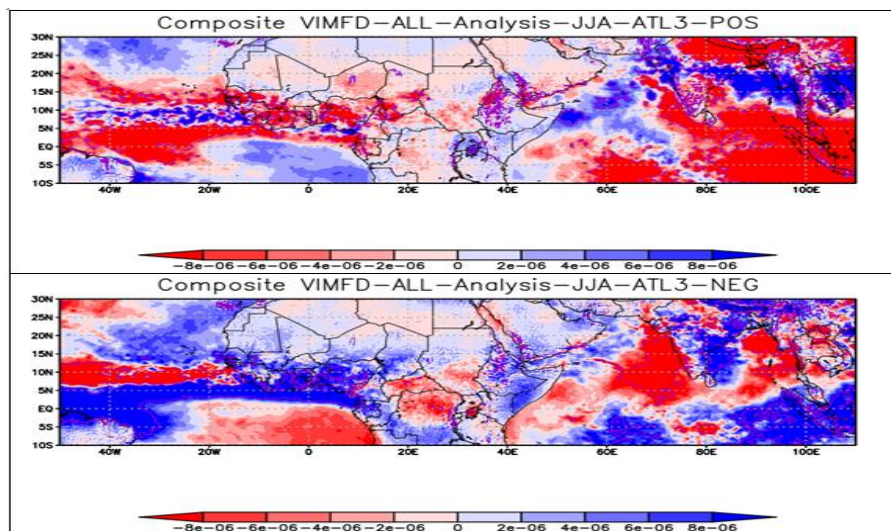 Composite VIMFD-ALL-Analysis-JJA-ATL3-POS
30N
25N
20N
15N
10N
5N
EQ
5S
10S
40W 20W 0 20E 40E 60E 80E 100E
-8e-06 -6e-06 -4e-06 -2e-06 0 2e-06 4e-06 6e-06 8e-06
Composite VIMFD-ALL-Analysis-JJA-ATL3-NEG
30N
25N
20N
15N
10N
5N
EQ
5S
10S
40W 20W 0 20E 40E 60E 80E 100E
-8e-06 -6e-06 -4e-06 -2e-06 0 2e-06 4e-06 6e-06 8e-06